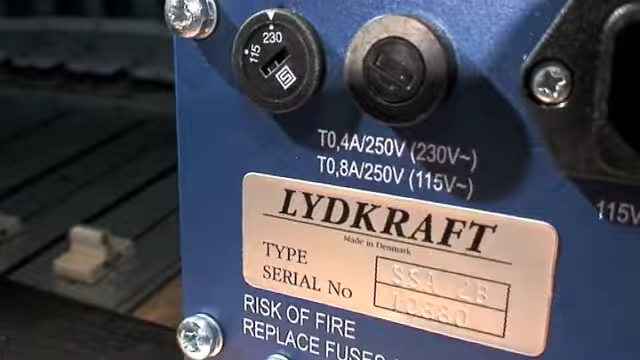 115 230
T0,4A/250V (230V~)
T0,8A/250V (115V~)
115V
LYDKRAFT
Made in Denmark
TYPE SSA 2B
SERIAL No
RISK OF FIRE
REPLACE FUSES